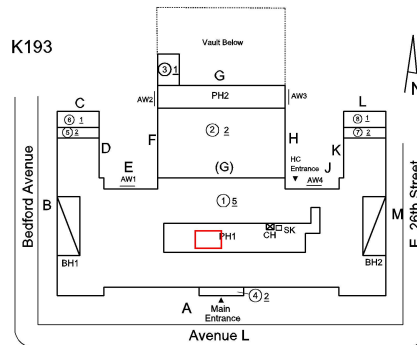 K193
Vault Below
③ 1
G
N
AW2
PH2
AW3
C
L
⑥ 1
⑧ 1
⑤ 2
⑦ 2
F
② 2
H
D
K
E
(G)
HC
Entrance
J
AW1
AW4
Bedford Avenue
E. 26th Street
B
① 5
M
PH1
CH
SK
BH1
BH2
④ 2
A
Main
Entrance
Avenue L